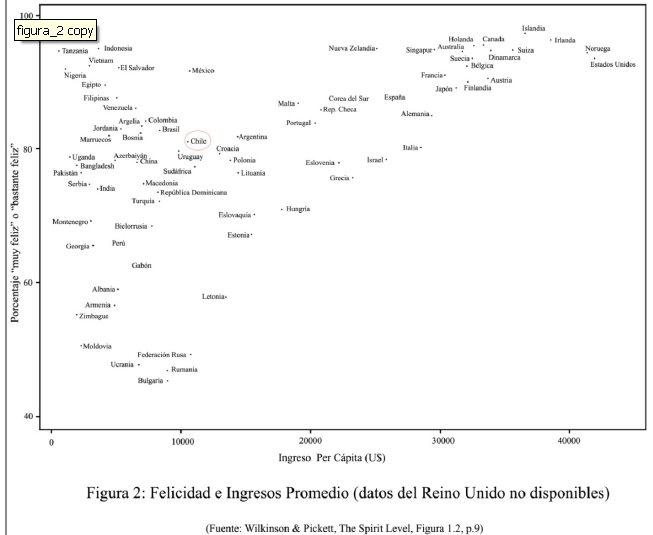 100
figura_2 copy
Islandia
Holanda
Canada
Irlanda
Tanzania
Indonesia
Nueva Zelania
Singapur
Australia
Suiza
Noruega
Vietnam
Suecia
Dinamarca
Estados Unidos
Nigeria
El Salvador
México
Bélgica
Egipto
Francia
Austria
Japón
Finlandia
Filipinas
Corea del Sur
España
Venezuela
Malta
Rep. Checa
Alemania
Argelia
Colombia
Portugal
Jordania
Brasil
Marruecos
Bosnia
Chile
Argentina
80
Croacia
Italia
Uganda
Azerbaiyán
China
Uruguay
Polonia
Eslovenia
Israel
Bangladesh
Pakistán
Sudáfrica
Lituania
Grecia
Serbia
India
Macedonia
República Dominicana
Turquía
Hungría
Eslovaquía
Montenegro
Bielorrusia
Estonia
Georgia
Perú
Gabón
60
Albania
Letonia
Armenia
Zimbague
Moldovia
Federación Rusa
Ucrania
Rumania
Bulgaria
40
Porcentaje "muy feliz" o "bastante feliz"
0
10000
20000
30000
40000
Ingreso Per Cápita (U$)
Figura 2: Felicidad e Ingresos Promedio (datos del Reino Unido no disponibles)
(Fuente: Wilkinson & Pickett, The Spirit Level, Figura 1.2, p.9)